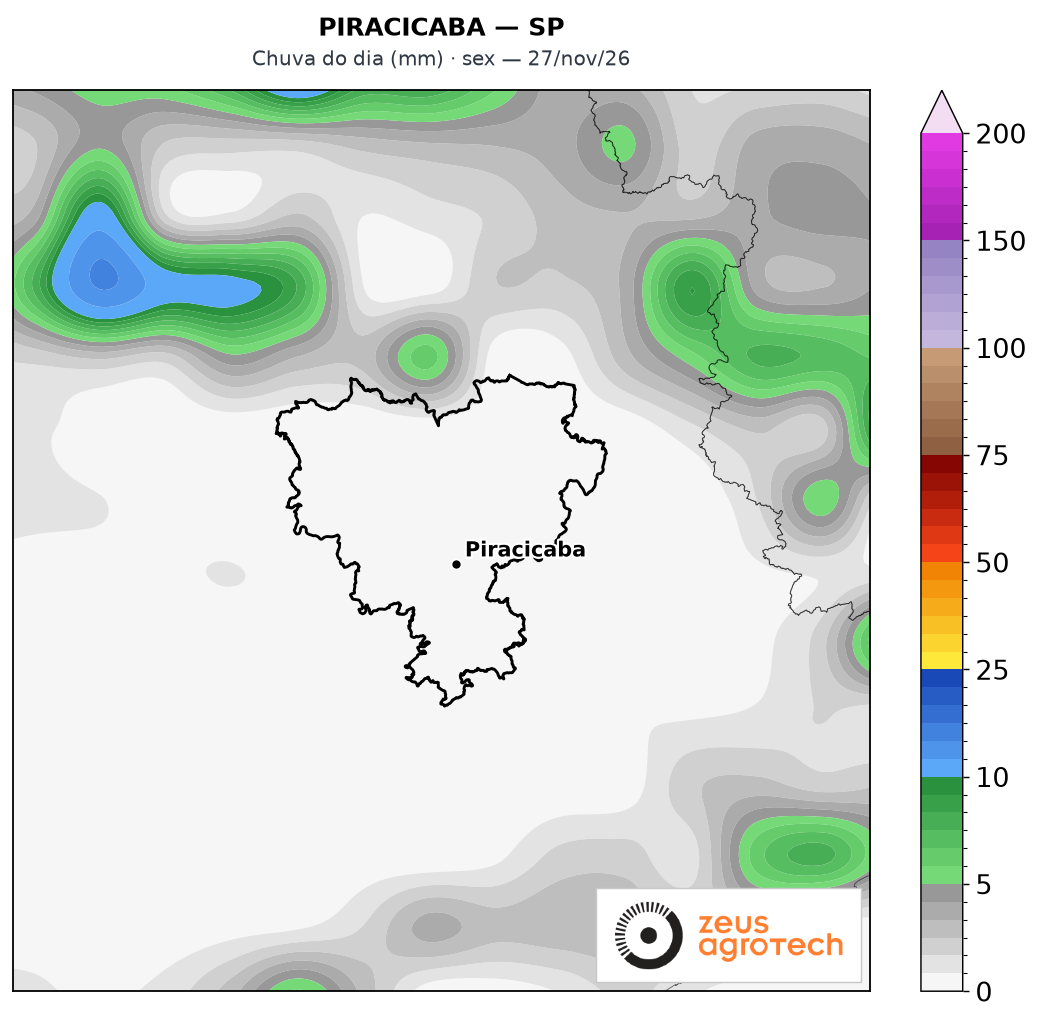 PIRACICABA — SP
Chuva do dia (mm) · sex — 27/nov/26
200
150
100
75
50
25
10
5
0
Piracicaba
zeus
agrotech